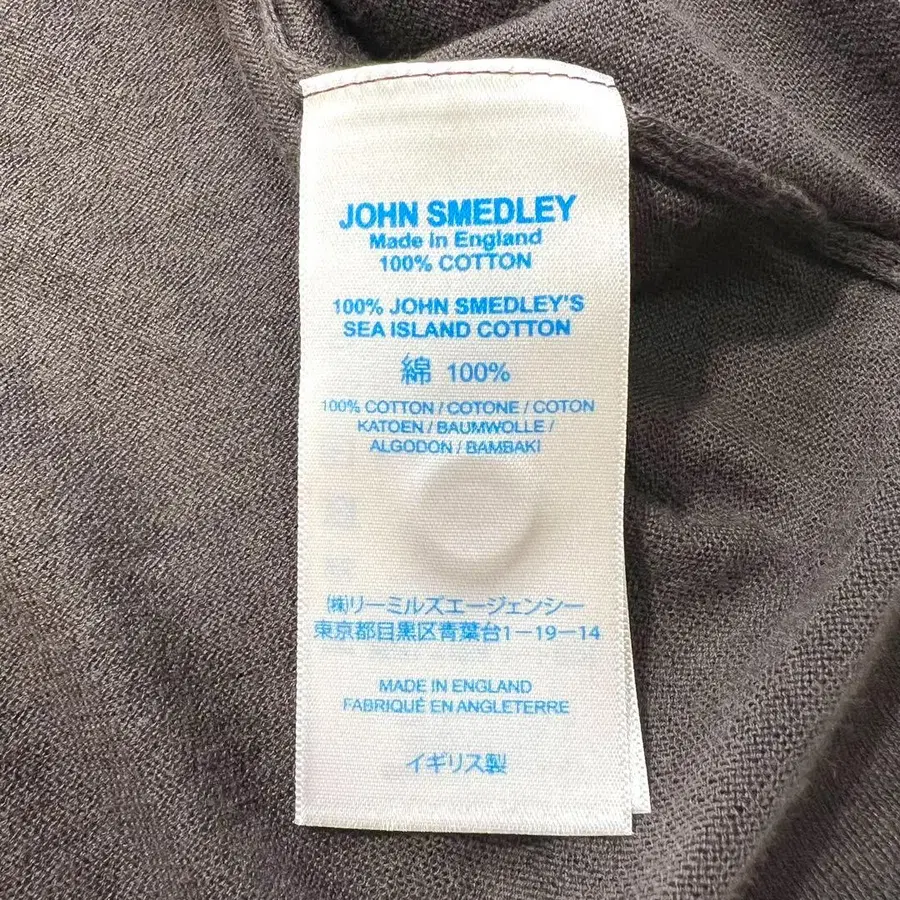 JOHN SMEDLEY
Made In England
100% COTTON
100% JOHN SMEDLEY'S
SEA ISLAND COTTON
綿 100%
100% COTTON / COTONE / COTON
KATOEN / BAUMWOLLE /
ALGODON / BAMBAKI
㈱リーミルズエージェンシー
東京都目黒区青葉台1−19−14
MADE IN ENGLAND
FABRIQUÉ EN ANGLETERRE
イギリス製